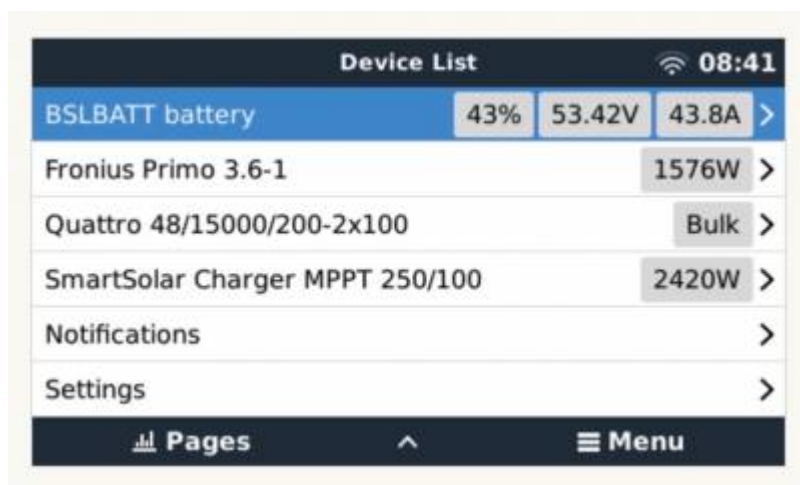 Device List 08:41
BSLBATT battery 43% 53.42V 43.8A
Fronius Primo 3.6-1 1576W
Quattro 48/15000/200-2x100 Bulk
SmartSolar Charger MPPT 250/100 2420W
Notifications
Settings
Pages Menu